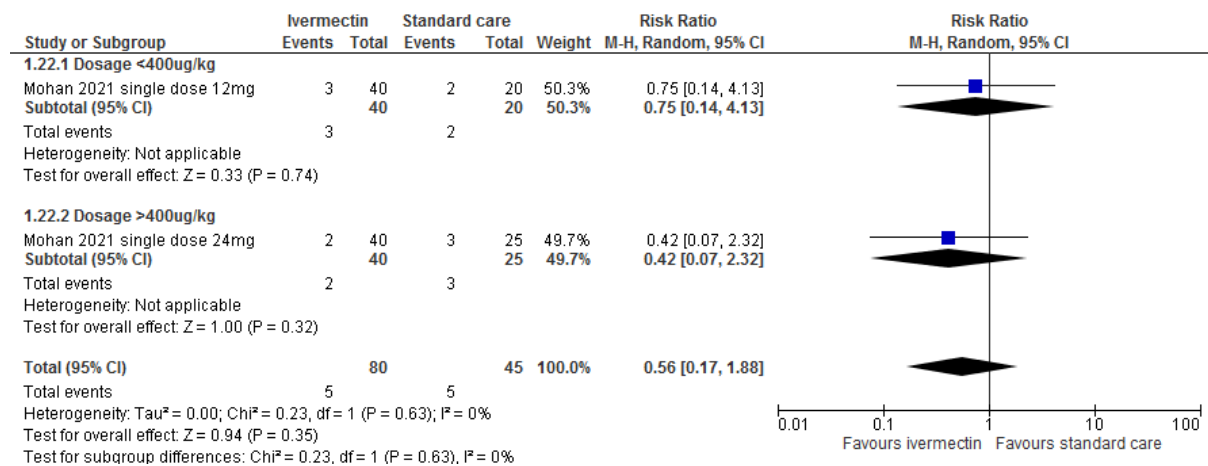 Ivermectin Standard care Risk Ratio Risk Ratio
Study or Subgroup Events Total Events Total Weight M-H, Random, 95% CI M-H, Random, 95% CI
1.22.1 Dosage <400ug/kg
Mohan 2021 single dose 12mg 3 40 2 20 50.3% 0.75 [0.14, 4.13]
Subtotal (95% CI) 40 20 50.3% 0.75 [0.14, 4.13]
Total events 3 2
Heterogeneity: Not applicable
Test for overall effect: Z = 0.33 (P = 0.74)
1.22.2 Dosage >400ug/kg
Mohan 2021 single dose 24mg 2 40 3 25 49.7% 0.42 [0.07, 2.32]
Subtotal (95% CI) 40 25 49.7% 0.42 [0.07, 2.32]
Total events 2 3
Heterogeneity: Not applicable
Test for overall effect: Z = 1.00 (P = 0.32)
Total (95% CI) 80 45 100.0% 0.56 [0.17, 1.88]
Total events 5 5
Heterogeneity: Tau² = 0.00; Chi² = 0.23, df = 1 (P = 0.63); I² = 0%
Test for overall effect: Z = 0.94 (P = 0.35)
Test for subgroup differences: Chi² = 0.23, df = 1 (P = 0.63), I² = 0%
0.01 0.1 1 10 100
Favours ivermectin Favours standard care